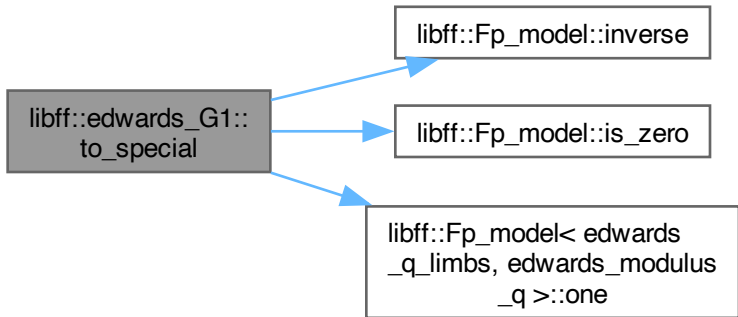 libff::edwards_G1::
to_special
libff::Fp_model::inverse
libff::Fp_model::is_zero
libff::Fp_model< edwards
_q_limbs, edwards_modulus
_q >::one